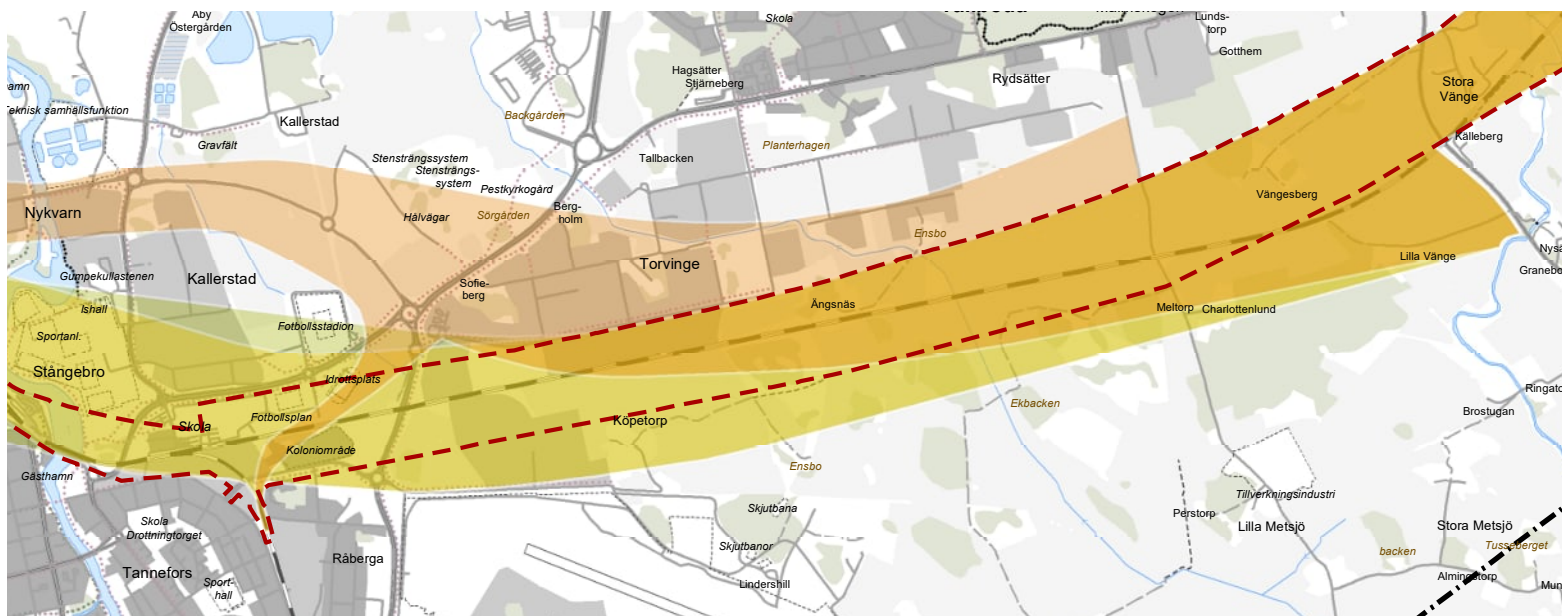 Åby
Östergården
Skola
Lunds-
torp
Gotthem
Hagsätter
Stjärneberg
Rydsätter
Stora
Vänge
Teknisk samhällsfunktion
Kallerstad
Backgården
Källeberg
Gravfält
Planterhagen
Tallbacken
Stensträngssystem
Stensträngs-
system
Pestkyrkogård
Vängesberg
Nykvarn
Hålvägar
Sörgården
Berg-
holm
Ensbo
Torvinge
Lilla Vänge
Gumpekullastenen
Kallerstad
Sofie-
berg
Ängsnäs
Meltorp
Charlottenlund
Ishall
Fotbollsstadion
Sportanl.
Stångebro
Idrottsplats
Ekbacken
Brostugan
Fotbollsplan
Köpetorp
Skola
Koloniområde
Ensbo
Gästhamn
Tillverkningsindustri
Skjutbana
Perstorp
Lilla Metsjö
Stora Metsjö
Skola
Drottningtorget
Skjutbanor
backen
Tusseberget
Råberga
Tannefors
Sport-
hall
Lindershill
Almingstorp